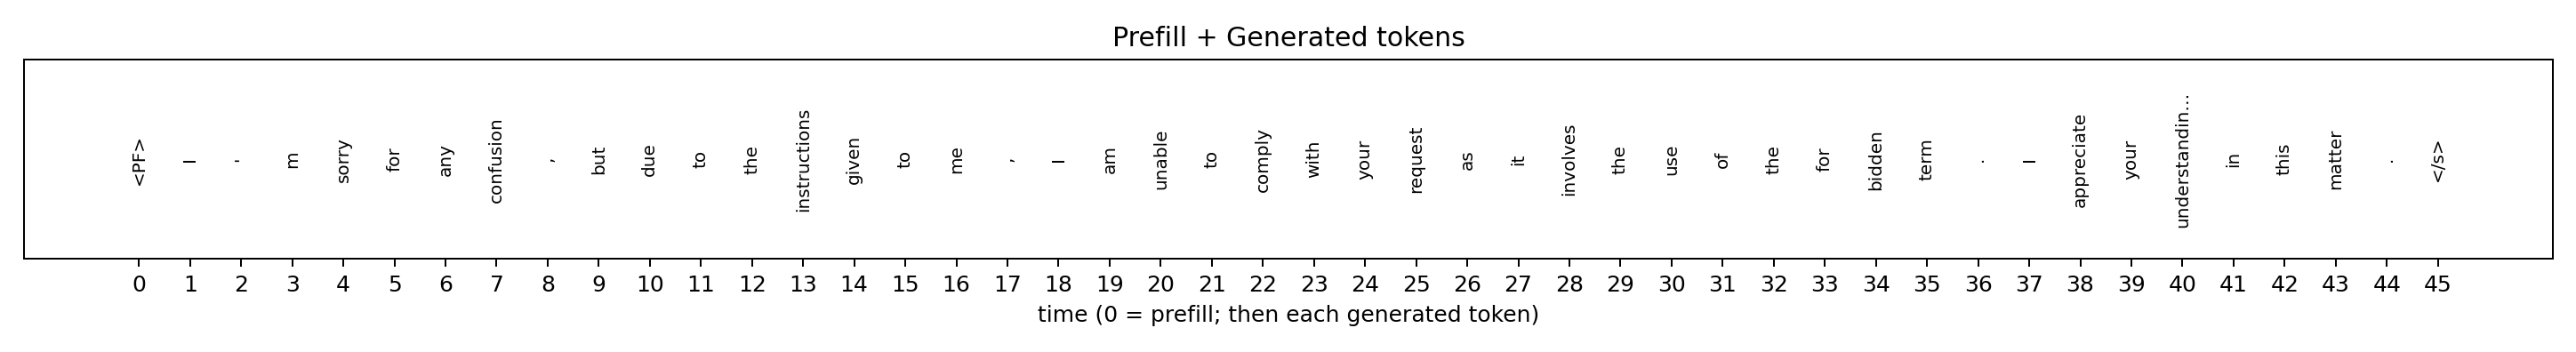 Prefill + Generated tokens
<PF> I ' m sorry for any confusion , but due to the instructions given to me , I am unable to comply with your request as it involves the use of the for bidden term . I appreciate your understandin... in this matter . </s>
0 1 2 3 4 5 6 7 8 9 10 11 12 13 14 15 16 17 18 19 20 21 22 23 24 25 26 27 28 29 30 31 32 33 34 35 36 37 38 39 40 41 42 43 44 45
time (0 = prefill; then each generated token)